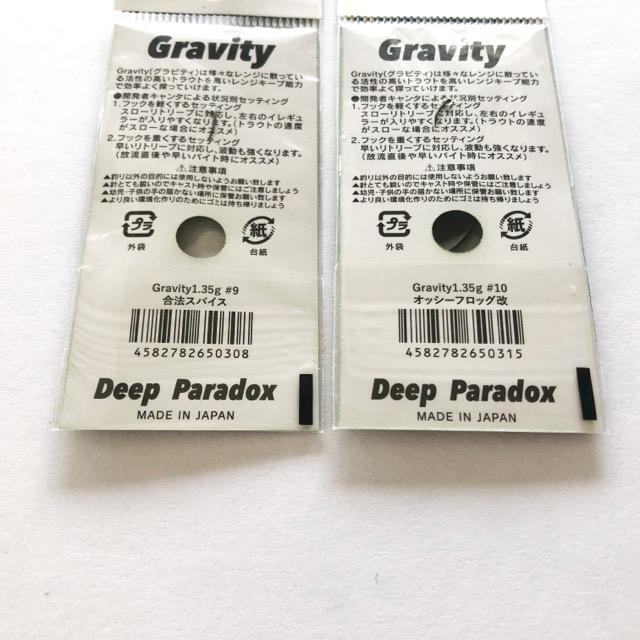 Gravity
Gravity(グラビティ)は様々なレンジに散っている活性の高いトラウトを高いレンジキープ能力で効率よく探っていけます。
●開発者キャンタによる状況別セッティング
1.フックを軽くするセッティング
スローリトリーブに対応し、左右のイレギュラーが入りやすくなります。(トラウトの速度がスローな場合にオススメ)
2.フックを重くするセッティング
早いリトリーブに対応し、波動も強くなります。
(放流直後や早いバイト時にオススメ)
⚠注意事項
▲釣り以外の目的には使用しないようお願い致します
▲針とても鋭いのでキャスト時や保管にはご注意しましょう
▲幼児・子供の手の届かない場所に保管お願い致します
▲より良い環境化作りのためにゴミは持ち帰りましょう
プラ
外袋
紙
台紙
Gravity1.35g #9
合法スパイス
4582782650308
Deep Paradox
MADE IN JAPAN
Gravity
Gravity(グラビティ)は様々なレンジに散っている活性の高いトラウトを高いレンジキープ能力で効率よく探っていけます。
●開発者キャンタによる状況別セッティング
1.フックを軽くするセッティング
スローリトリーブに対応し、左右のイレギュラーが入りやすくなります。(トラウトの速度がスローな場合にオススメ)
2.フックを重くするセッティング
早いリトリーブに対応し、波動も強くなります。
(放流直後や早いバイト時にオススメ)
⚠注意事項
▲釣り以外の目的には使用しないようお願い致します
▲針とても鋭いのでキャスト時や保管にはご注意しましょう
▲幼児・子供の手の届かない場所に保管お願い致します
▲より良い環境化作りのためにゴミは持ち帰りましょう
プラ
外袋
紙
台紙
Gravity1.35g #10
オッシーフロッグ改
4582782650315
Deep Paradox
MADE IN JAPAN